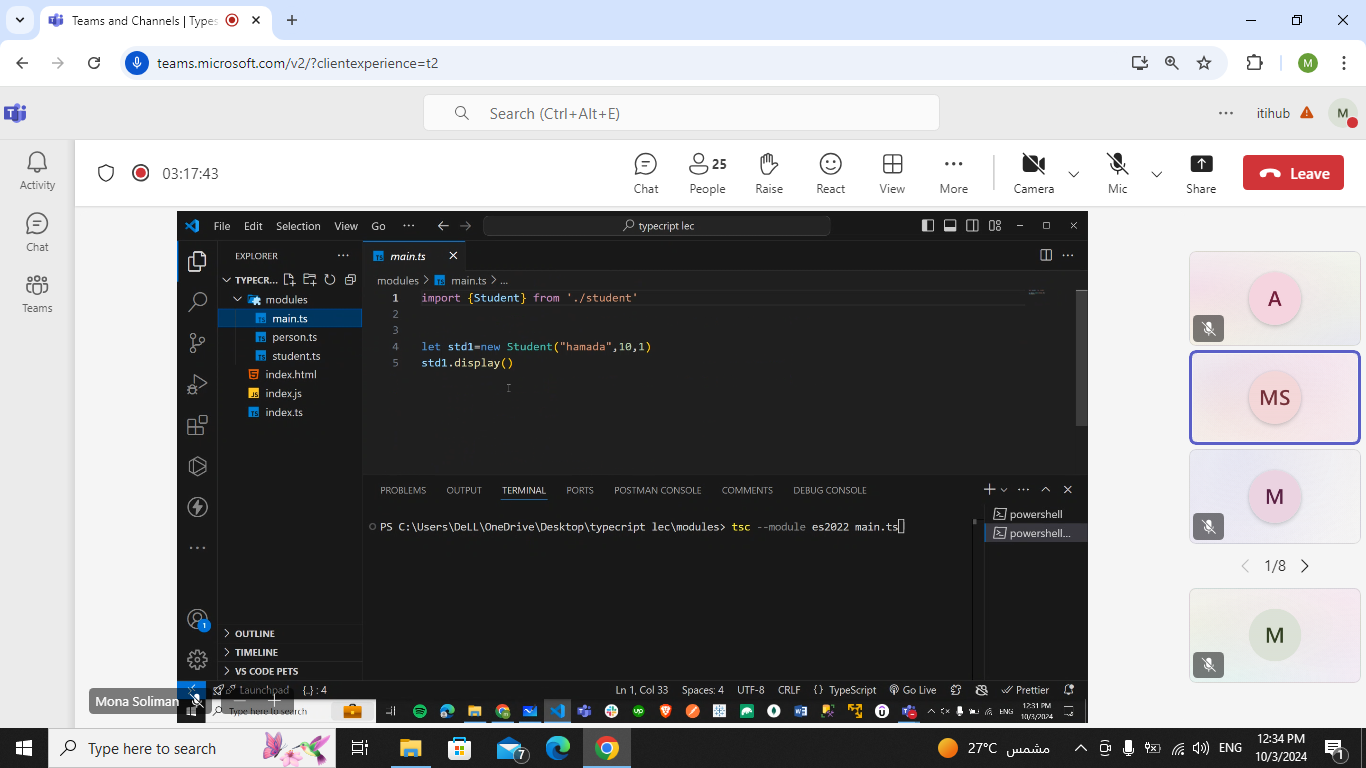 Teams and Channels | Types
teams.microsoft.com/v2/?clientexperience=t2
M
Search (Ctrl+Alt+E)
itihub
M
Activity
Chat
Teams
03:17:43
Chat
25
People
Raise
React
View
More
Camera
Mic
Share
Leave
File Edit Selection View Go ...
typecript lec
EXPLORER
TYPECR...
modules
main.ts
person.ts
student.ts
index.html
index.js
index.ts
OUTLINE
TIMELINE
VS CODE PETS
main.ts
modules > main.ts > ...
1 import {Student} from './student'
2
3
4 let std1=new Student("hamada",10,1)
5 std1.display()
PROBLEMS OUTPUT TERMINAL PORTS POSTMAN CONSOLE COMMENTS DEBUG CONSOLE
PS C:\Users\DeLL\OneDrive\Desktop\typecript lec\modules> tsc --module es2022 main.ts
powershell
powershell...
1
Launchpad {..} : 4
Ln 1, Col 33 Spaces: 4 UTF-8 CRLF {} TypeScript Go Live Prettier
Mona Soliman
Type here to search
ENG
12:31 PM
10/3/2024
A
MS
M
1/8
M
Type here to search
7
27°C مشمس
ENG
12:34 PM
10/3/2024
1